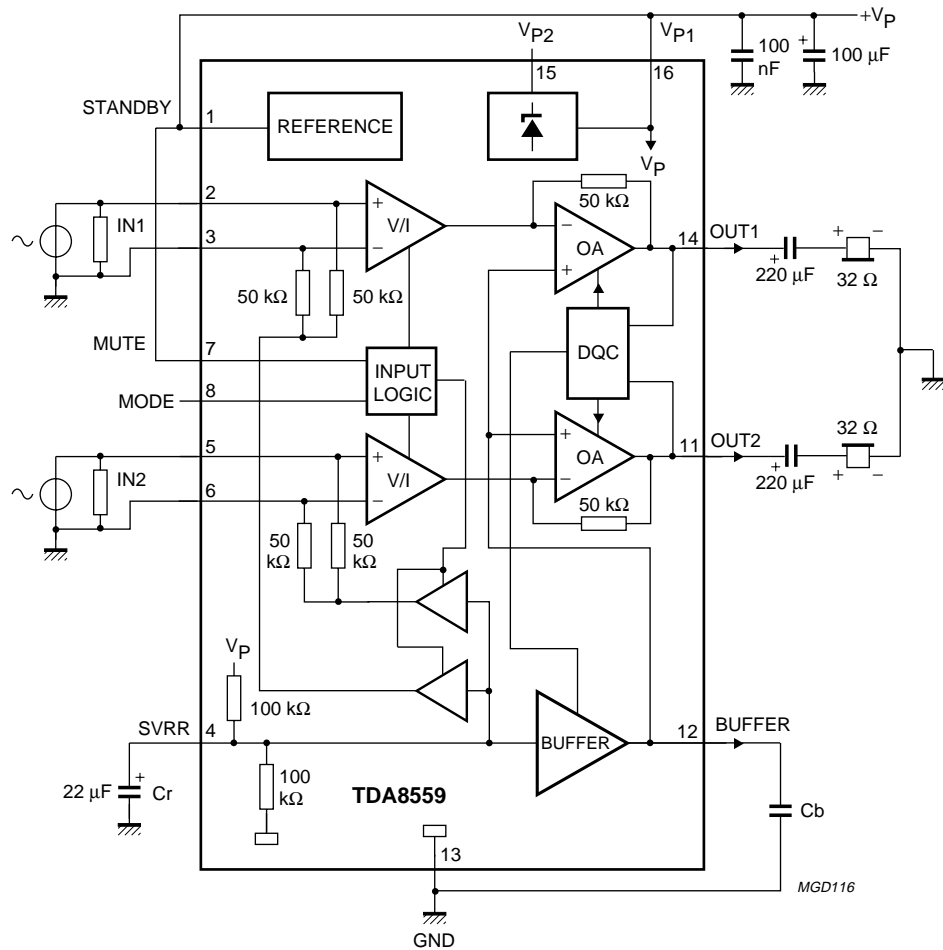 +VP
VP2
VP1
100
nF
+
100 µF
15
16
STANDBY
1
REFERENCE
VP
2
+
V/I
−
50 kΩ
−
OA
+
14
OUT1
~
IN1
3
+
220 µF
+
−
32 Ω
50 kΩ
50 kΩ
MUTE
7
INPUT
LOGIC
DQC
MODE
8
32 Ω
5
+
V/I
−
+
OA
−
11
OUT2
~
IN2
6
+
220 µF
+
−
50 kΩ
50
kΩ
50
kΩ
VP
100 kΩ
SVRR
4
BUFFER
12
BUFFER
22 µF
+
Cr
100
kΩ
TDA8559
Cb
13
MGD116
GND